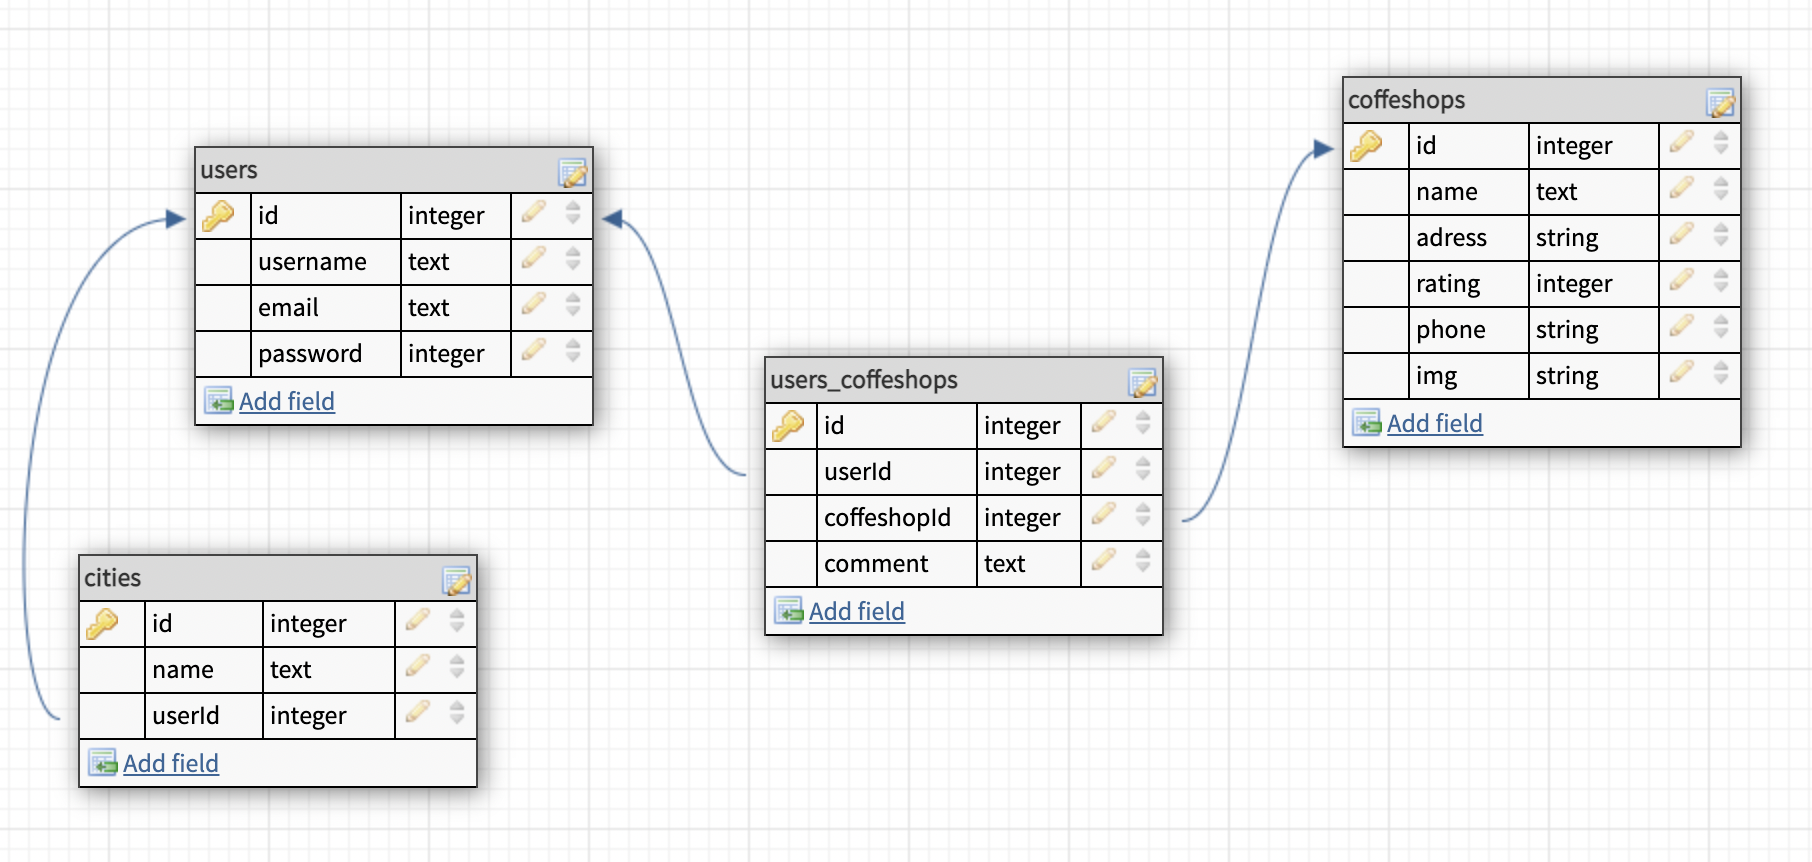 users
id integer
username text
email text
password integer
Add field
cities
id integer
name text
userId integer
Add field
users_coffeshops
id integer
userId integer
coffeshopId integer
comment text
Add field
coffeshops
id integer
name text
adress string
rating integer
phone string
img string
Add field